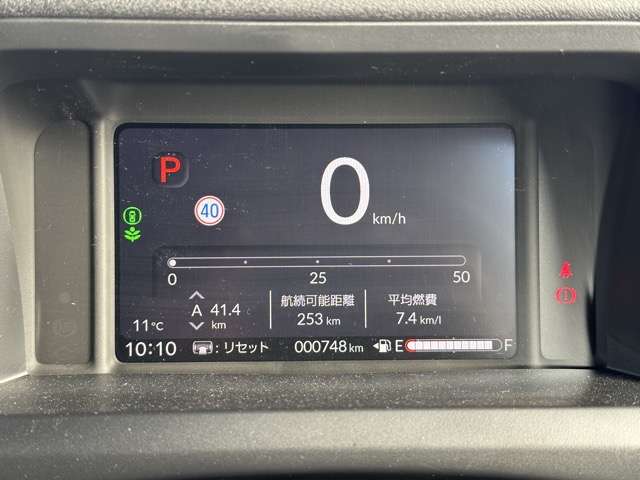 P
40
0 km/h
0 25 50
A 41.4 km
航続可能距離
253 km
平均燃費
7.4 km/l
11°C
10:10
: リセット
000748 km
E F